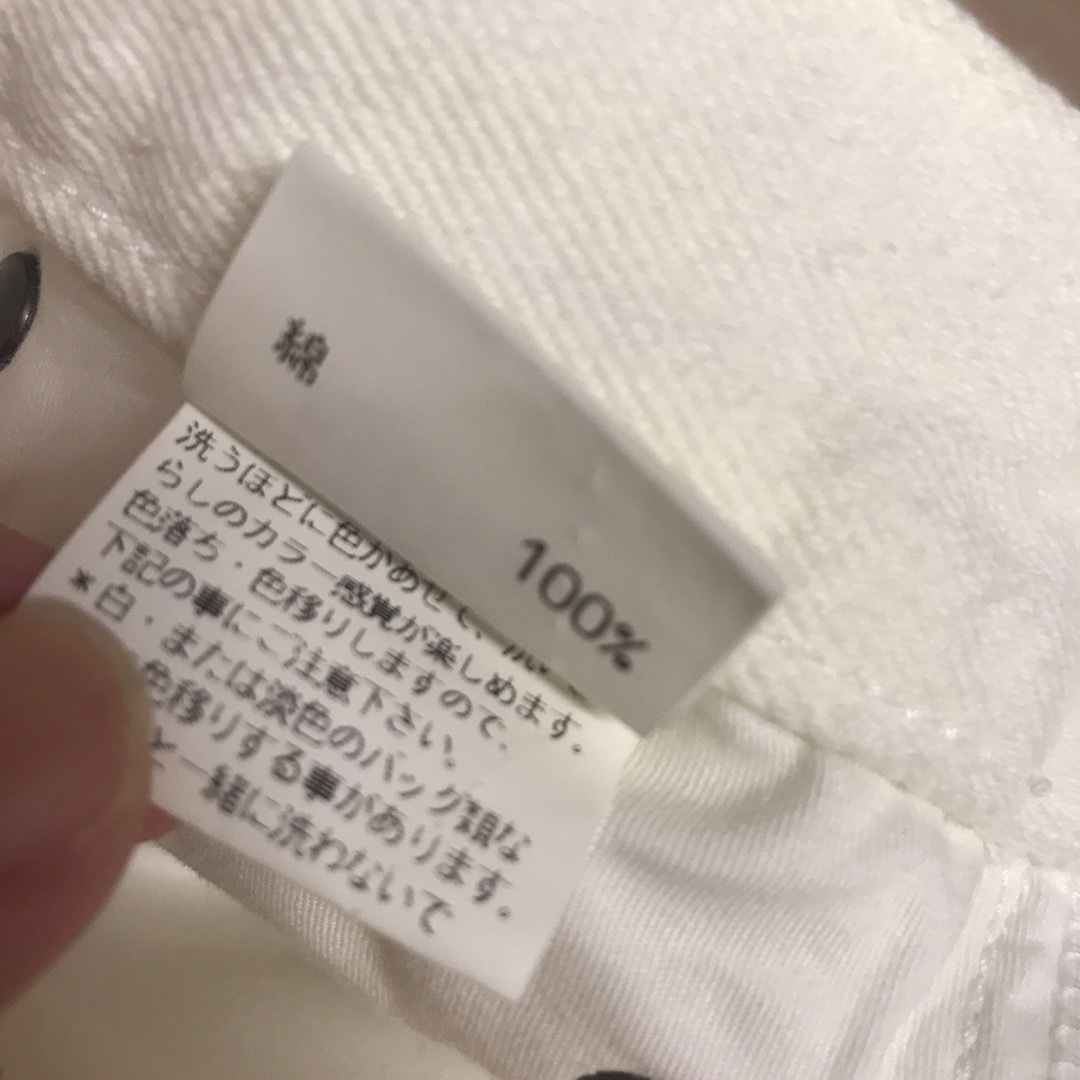 綿
100%
洗うほどに色があせて、
らしのカラー感覚が楽しめます。
色落ち・色移りしますので、
下記の事にご注意下さい。
*白・または淡色のバッグ類な
色移りする事があります。
と一緒に洗わないで